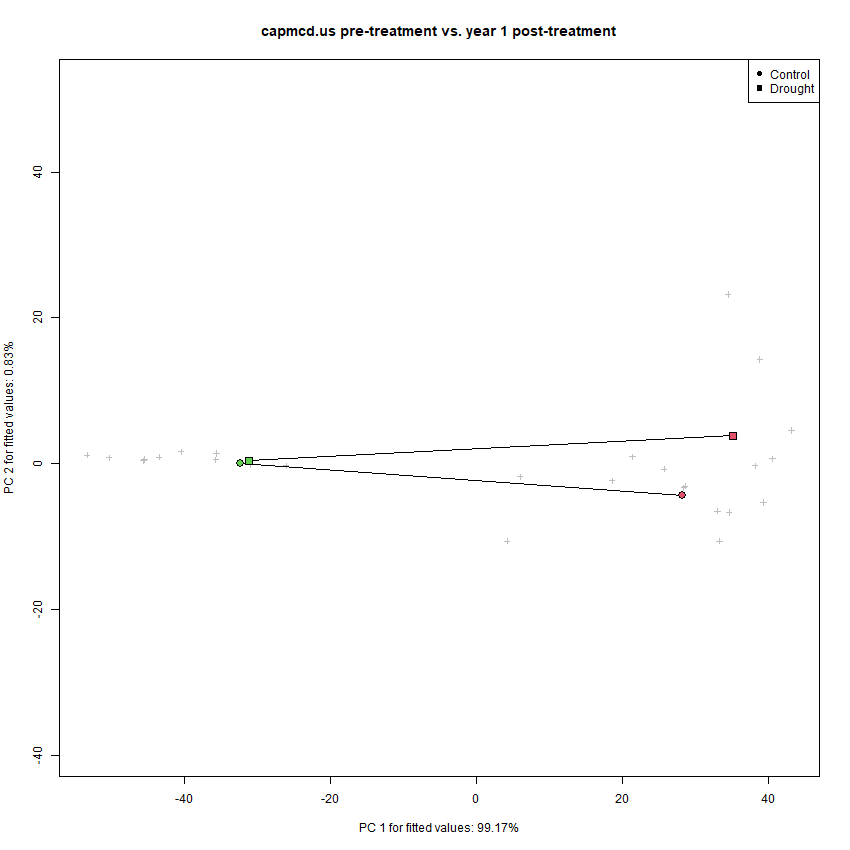 capmcd.us pre-treatment vs. year 1 post-treatment
Control
Drought
40
20
0
-20
-40
PC 2 for fitted values: 0.83%
-40
-20
0
20
40
PC 1 for fitted values: 99.17%